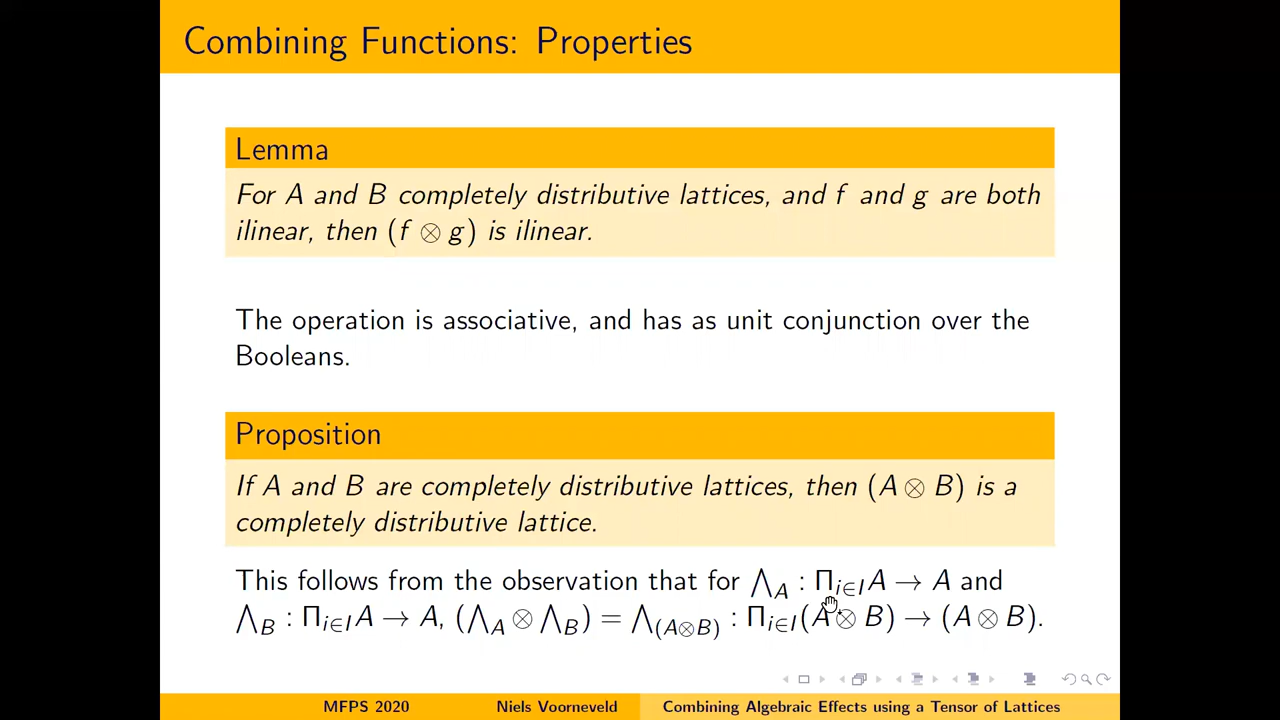 Combining Functions: Properties
Lemma
For A and B completely distributive lattices, and f and g are both
ilinear, then (f ⊗ g) is ilinear.
The operation is associative, and has as unit conjunction over the
Booleans.
Proposition
If A and B are completely distributive lattices, then (A ⊗ B) is a
completely distributive lattice.
This follows from the observation that for ⋀_A : Π_{i∈I} A → A and
⋀_B : Π_{i∈I} A → A, (⋀_A ⊗ ⋀_B) = ⋀_{(A⊗B)} : Π_{i∈I}(A ⊗ B) → (A ⊗ B).
MFPS 2020 Niels Voorneveld Combining Algebraic Effects using a Tensor of Lattices